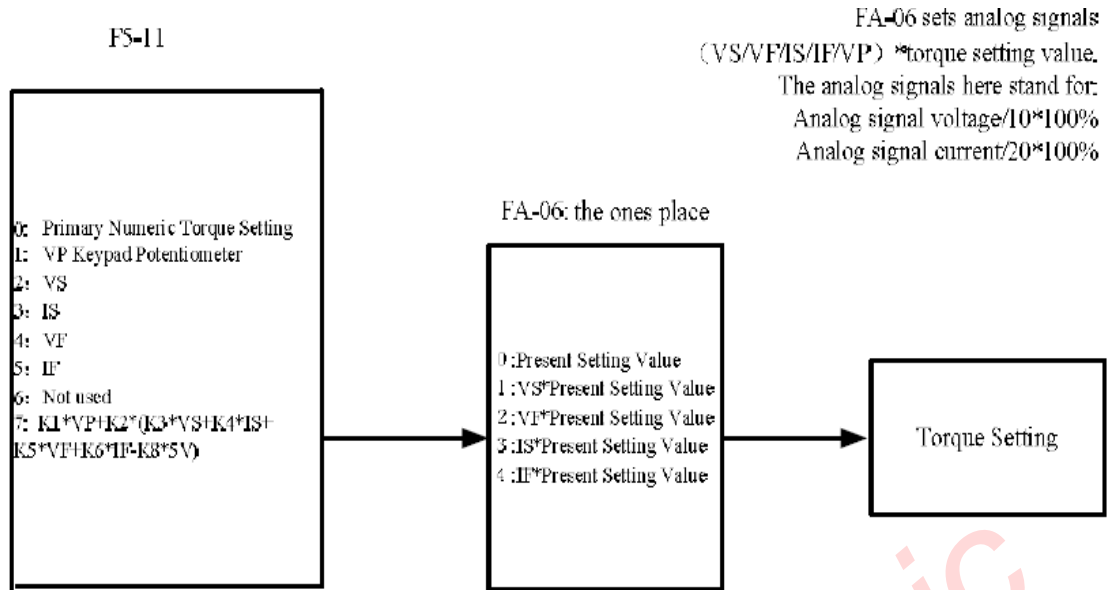 F5-11
FA-06 sets analog signals
(VS/VF/IS/IF/VP) *torque setting value.
The analog signals here stand for:
Analog signal voltage/10*100%
Analog signal current/20*100%
0: Primary Numeric Torque Setting
1: VP Keypad Potentiometer
2: VS
3: IS
4: VF
5: IF
6: Not used
7: K1*VP+K2*(K3*VS+K4*IS+
K5*VF+K6*IF-K8*5V)
FA-06: the ones place
0 :Present Setting Value
1 :VS*Present Setting Value
2 :VF*Present Setting Value
3 :IS*Present Setting Value
4 :IF*Present Setting Value
Torque Setting